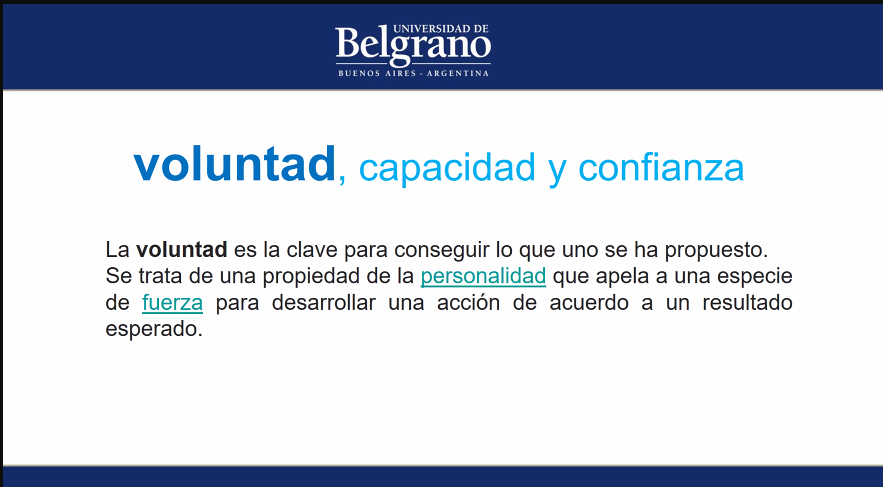 UNIVERSIDAD DE
Belgrano
BUENOS AIRES - ARGENTINA
voluntad, capacidad y confianza
La voluntad es la clave para conseguir lo que uno se ha propuesto.
Se trata de una propiedad de la personalidad que apela a una especie
de fuerza para desarrollar una acción de acuerdo a un resultado
esperado.